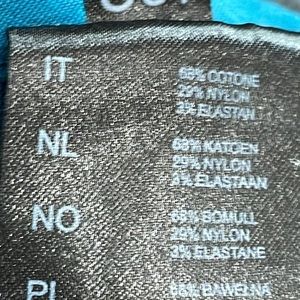 IT
68% COTONE
29% NYLON
3% ELASTAN
NL
68% KATOEN
29% NYLON
3% ELASTAAN
NO
68% BOMULL
29% NYLON
3% ELASTANE
PL
68% BAWEŁNA